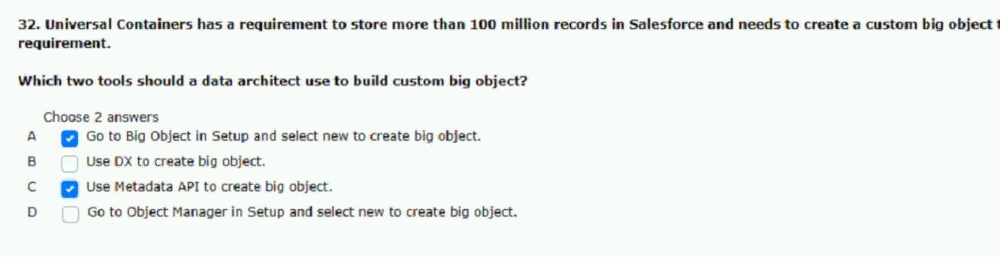 32. Universal Containers has a requirement to store more than 100 million records in Salesforce and needs to create a custom big object
requirement.
Which two tools should a data architect use to build custom big object?
Choose 2 answers
A Go to Big Object in Setup and select new to create big object.
B Use DX to create big object.
C Use Metadata API to create big object.
D Go to Object Manager in Setup and select new to create big object.